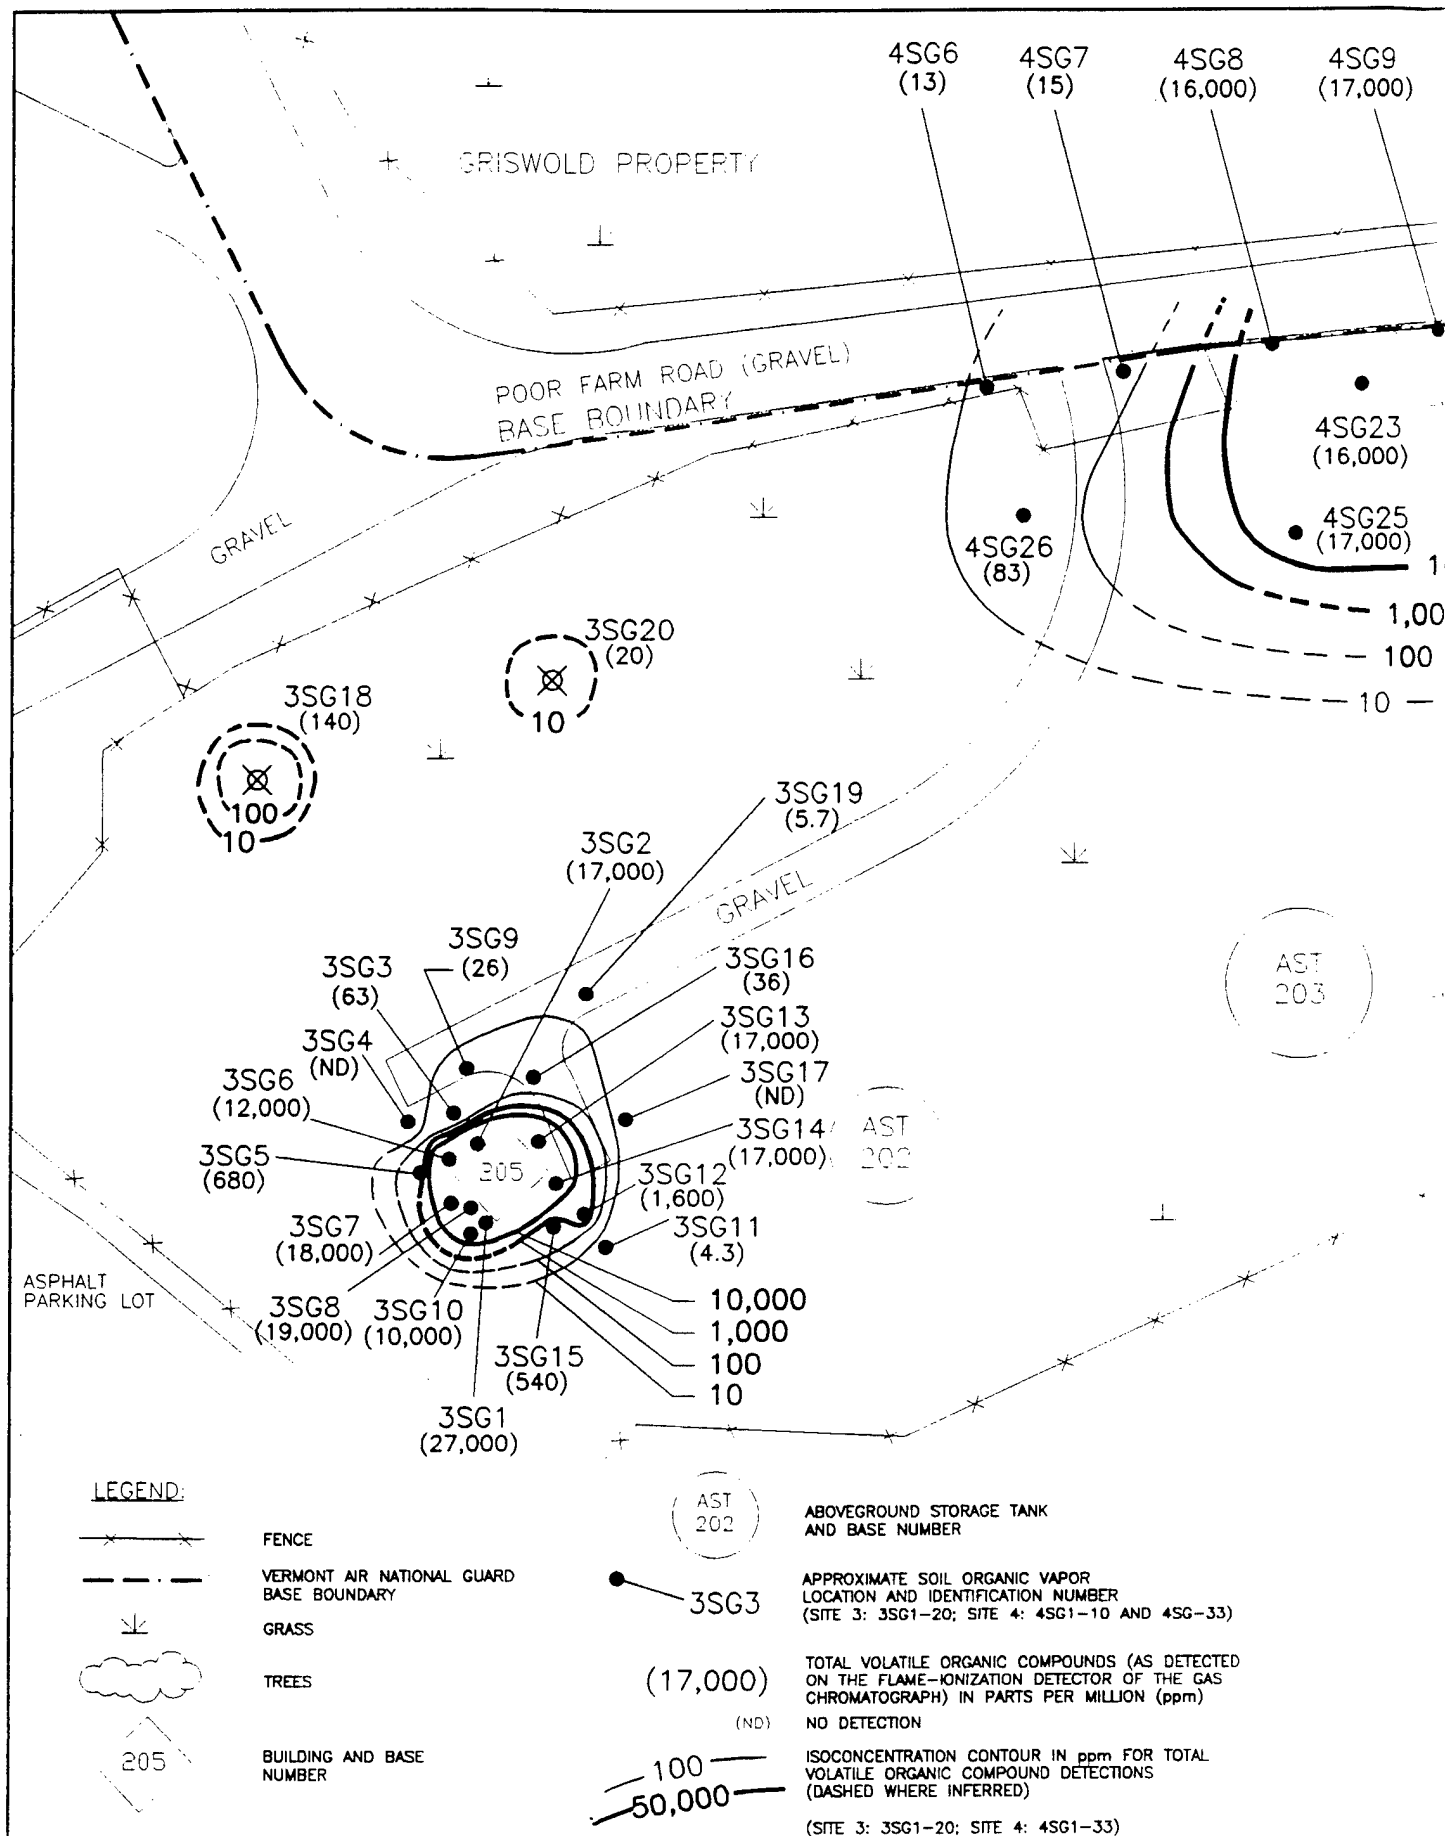 4SG6
(13)
4SG7
(15)
4SG8
(16,000)
4SG9
(17,000)
GRISWOLD PROPERTY
POOR FARM ROAD (GRAVEL)
BASE BOUNDARY
4SG23
(16,000)
4SG25
(17,000)
4SG26
(83)
GRAVEL
1,00
100
10
3SG20
(20)
10
3SG18
(140)
100
10
3SG19
(5.7)
3SG2
(17,000)
GRAVEL
3SG9
(26)
3SG16
(36)
3SG3
(63)
AST
203
3SG13
(17,000)
3SG4
(ND)
3SG17
(ND)
3SG6
(12,000)
3SG14
(17,000)
AST
202
3SG5
(680)
205
3SG12
(1,600)
3SG7
(18,000)
3SG11
(4.3)
ASPHALT
PARKING LOT
3SG8
(19,000)
3SG10
(10,000)
10,000
1,000
100
10
3SG15
(540)
3SG1
(27,000)
LEGEND:
FENCE
VERMONT AIR NATIONAL GUARD
BASE BOUNDARY
GRASS
TREES
205
BUILDING AND BASE
NUMBER
AST
202
ABOVEGROUND STORAGE TANK
AND BASE NUMBER
3SG3
APPROXIMATE SOIL ORGANIC VAPOR
LOCATION AND IDENTIFICATION NUMBER
(SITE 3: 3SG1-20; SITE 4: 4SG1-10 AND 4SG-33)
(17,000)
TOTAL VOLATILE ORGANIC COMPOUNDS (AS DETECTED
ON THE FLAME-IONIZATION DETECTOR OF THE GAS
CHROMATOGRAPH) IN PARTS PER MILLION (ppm)
(ND)
NO DETECTION
100
50,000
ISOCONCENTRATION CONTOUR IN ppm FOR TOTAL
VOLATILE ORGANIC COMPOUND DETECTIONS
(DASHED WHERE INFERRED)
(SITE 3: 3SG1-20; SITE 4: 4SG1-33)